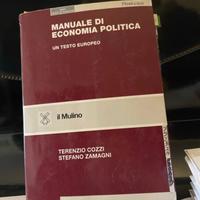 MANUALE DI
ECONOMIA POLITICA
UN TESTO EUROPEO
il Mulino
TERENZIO COZZI
STEFANO ZAMAGNI